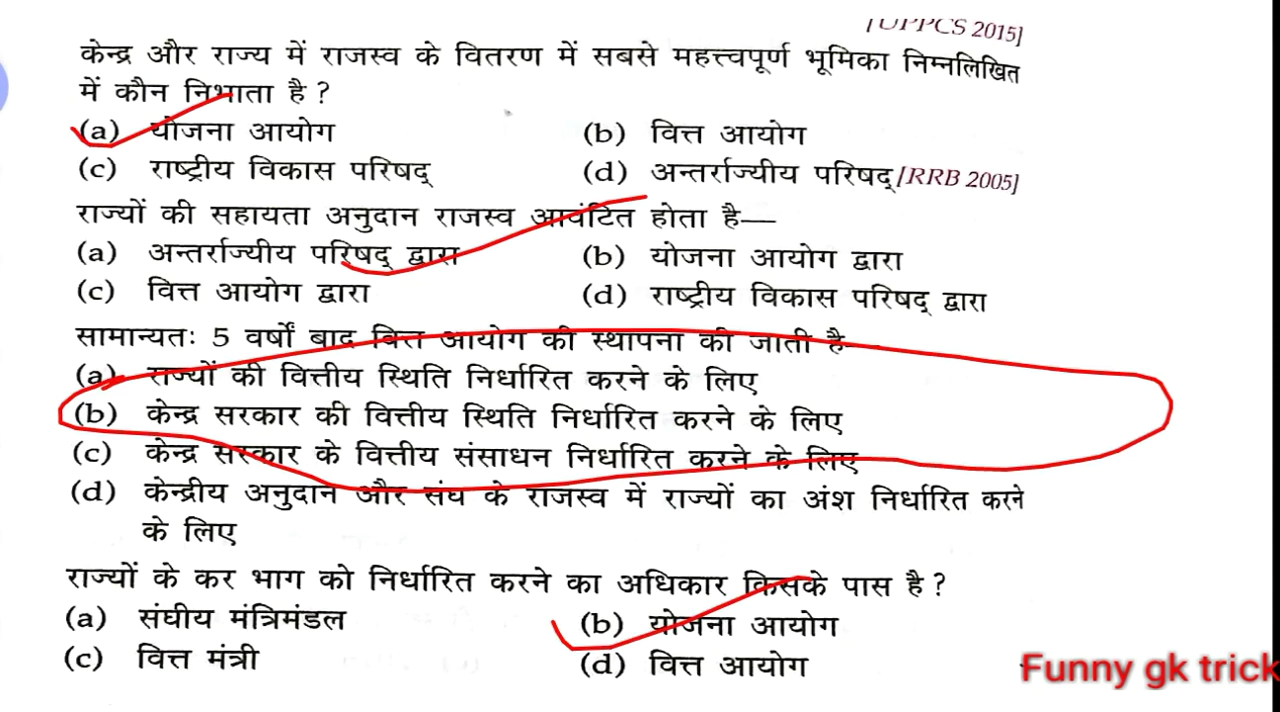 [UPPCS 2015]
केन्द्र और राज्य में राजस्व के वितरण में सबसे महत्त्वपूर्ण भूमिका निम्नलिखित
में कौन निभाता है ?
(a) योजना आयोग (b) वित्त आयोग
(c) राष्ट्रीय विकास परिषद् (d) अन्तर्राज्यीय परिषद् [RRB 2005]
राज्यों की सहायता अनुदान राजस्व आवंटित होता है—
(a) अन्तर्राज्यीय परिषद् द्वारा (b) योजना आयोग द्वारा
(c) वित्त आयोग द्वारा (d) राष्ट्रीय विकास परिषद् द्वारा
सामान्यतः 5 वर्षों बाद वित्त आयोग की स्थापना की जाती है—
(a) राज्यों की वित्तीय स्थिति निर्धारित करने के लिए
(b) केन्द्र सरकार की वित्तीय स्थिति निर्धारित करने के लिए
(c) केन्द्र सरकार के वित्तीय संसाधन निर्धारित करने के लिए
(d) केन्द्रीय अनुदान और संघ के राजस्व में राज्यों का अंश निर्धारित करने
के लिए
राज्यों के कर भाग को निर्धारित करने का अधिकार किसके पास है ?
(a) संघीय मंत्रिमंडल (b) योजना आयोग
(c) वित्त मंत्री (d) वित्त आयोग
Funny gk trick